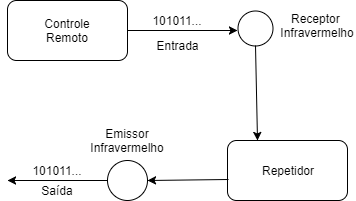 Controle
Remoto
101011...
Entrada
Receptor
Infravermelho
Emissor
Infravermelho
Repetidor
101011...
Saída